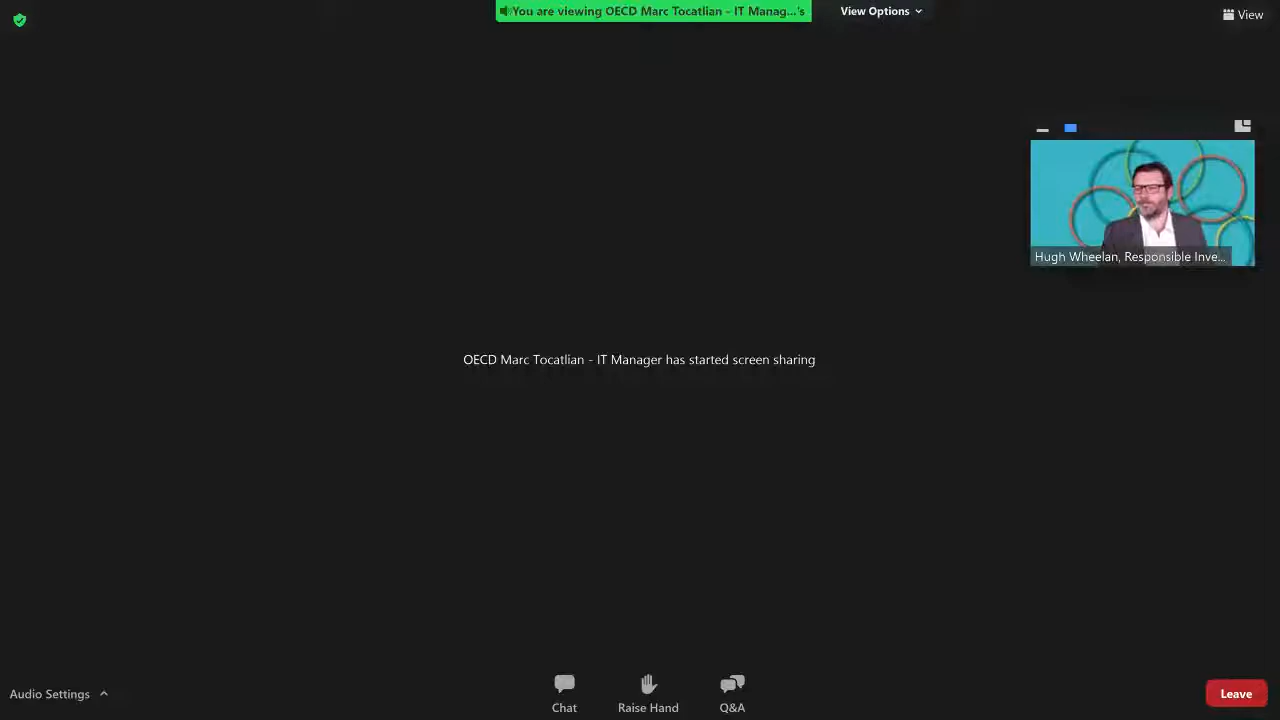 You are viewing OECD Marc Tocatlian - IT Manag...'s
View Options
View
Hugh Wheelan, Responsible Inve...
OECD Marc Tocatlian - IT Manager has started screen sharing
Audio Settings
Chat
Raise Hand
Q&A
Leave